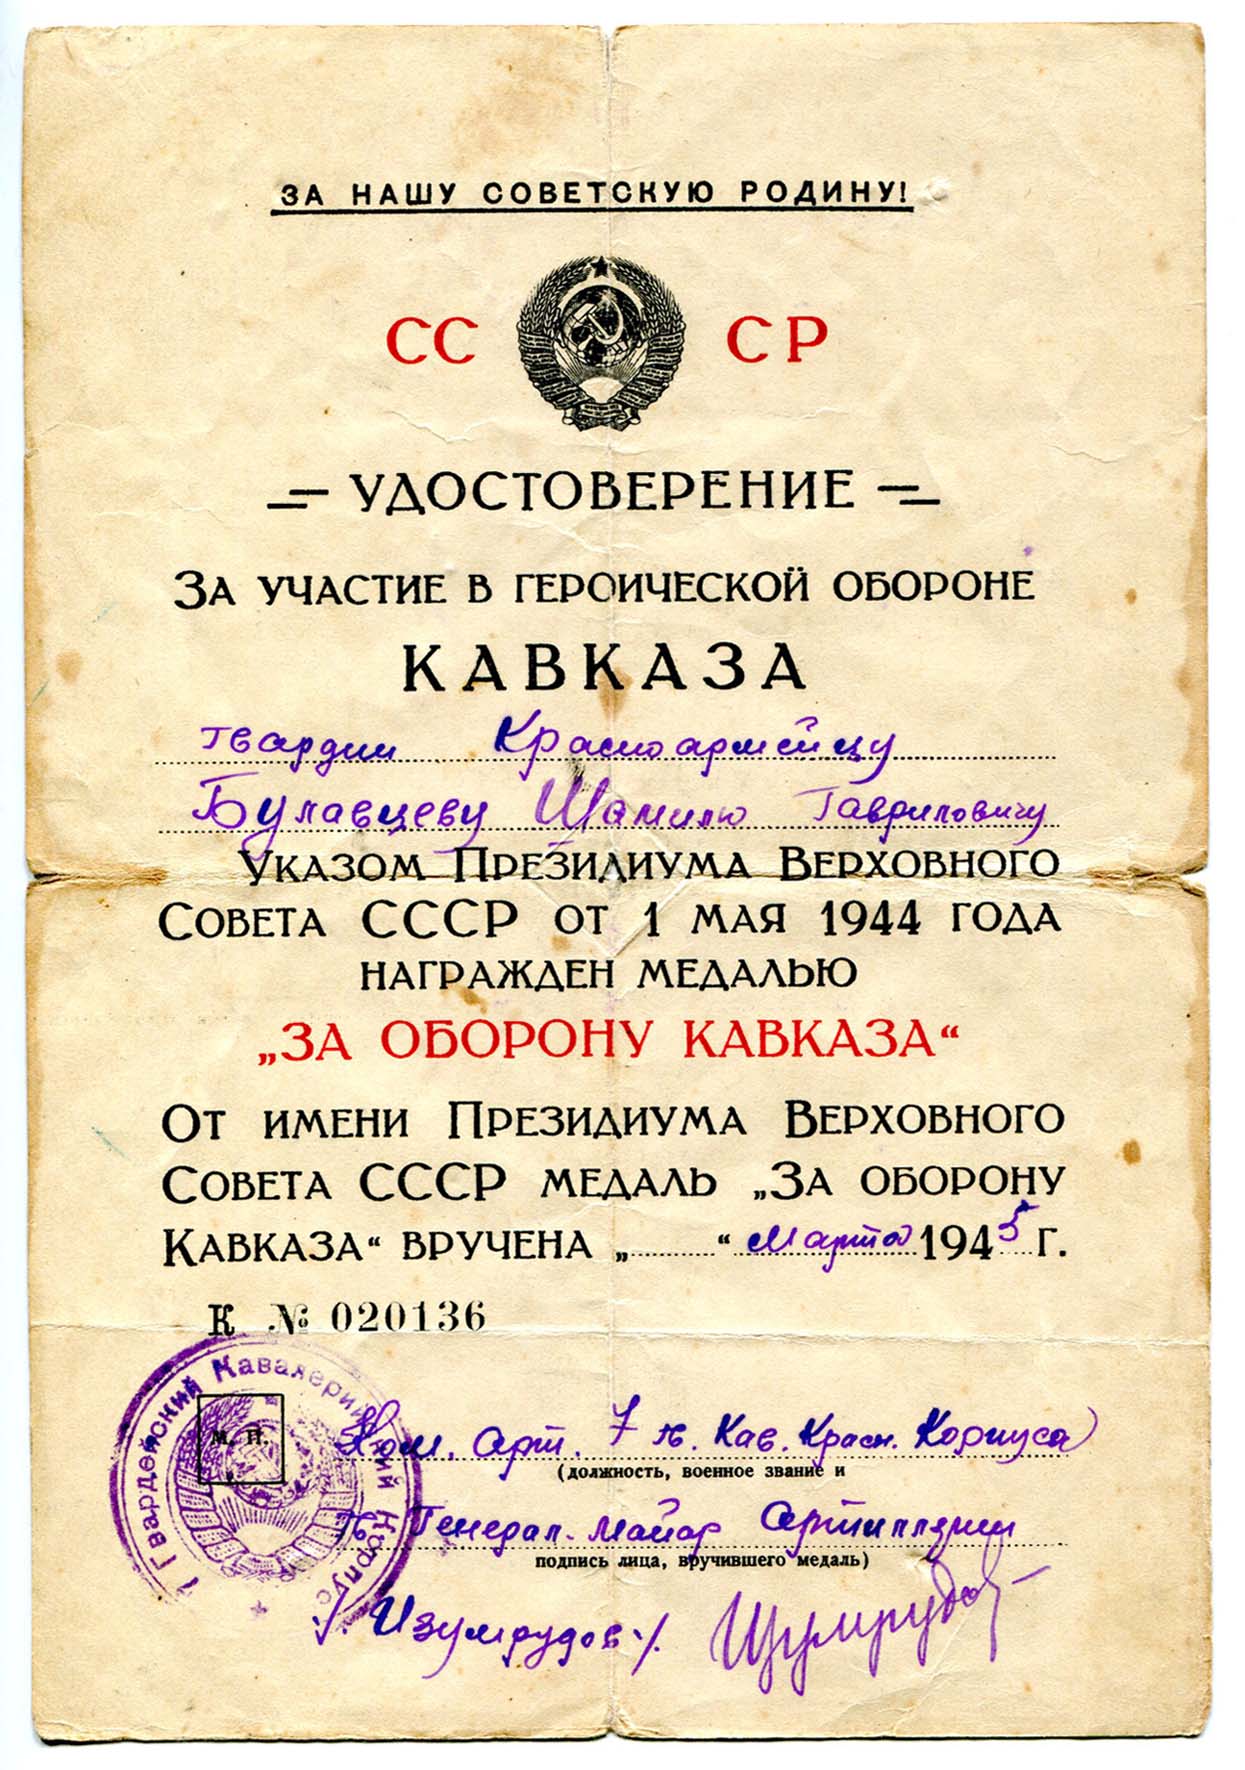 ЗА НАШУ СОВЕТСКУЮ РОДИНУ!
СС СР
УДОСТОВЕРЕНИЕ
ЗА УЧАСТИЕ В ГЕРОИЧЕСКОЙ ОБОРОНЕ
КАВКАЗА
гвардии Красноармейцу
Булавцеву Шамилю Гавриловичу
УКАЗОМ ПРЕЗИДИУМА ВЕРХОВНОГО
СОВЕТА СССР ОТ 1 МАЯ 1944 ГОДА
НАГРАЖДЕН МЕДАЛЬЮ
„ЗА ОБОРОНУ КАВКАЗА“
ОТ ИМЕНИ ПРЕЗИДИУМА ВЕРХОВНОГО
СОВЕТА СССР МЕДАЛЬ „ЗА ОБОРОНУ
КАВКАЗА“ ВРУЧЕНА „ “ Марта 1945 Г.
К № 020136
Гвардейский Кавалерийский Корпус
М. П.
Ком. Арт. 7 Кав. Красн. Корпуса
(должность, военное звание и
Генерал-Майор Артиллерии
подпись лица, вручившего медаль)
/. Изумрудов ./.